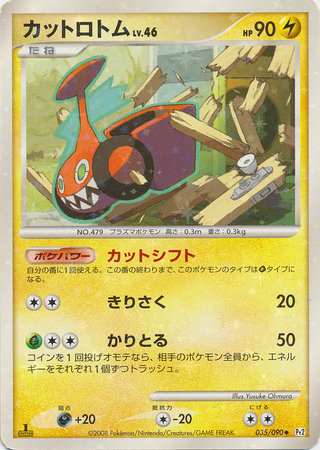 カットロトム LV.46 HP 90
たね
NO.479 プラズマポケモン 高さ：0.3m 重さ：0.3kg
ポケパワー カットシフト
自分の番に1回使える。この番の終わりまで、このポケモンのタイプは タイプになる。
きりさく 20
かりとる 50
コインを1回投げオモテなら、相手のポケモン全員から、エネルギーをそれぞれ1個ずつトラッシュ。
Illus. Yusuke Ohmura
弱点 +20 抵抗力 -20 にげる
1 EDITION ©2008 Pokémon/Nintendo/Creatures/GAME FREAK. 035/090 Pt2